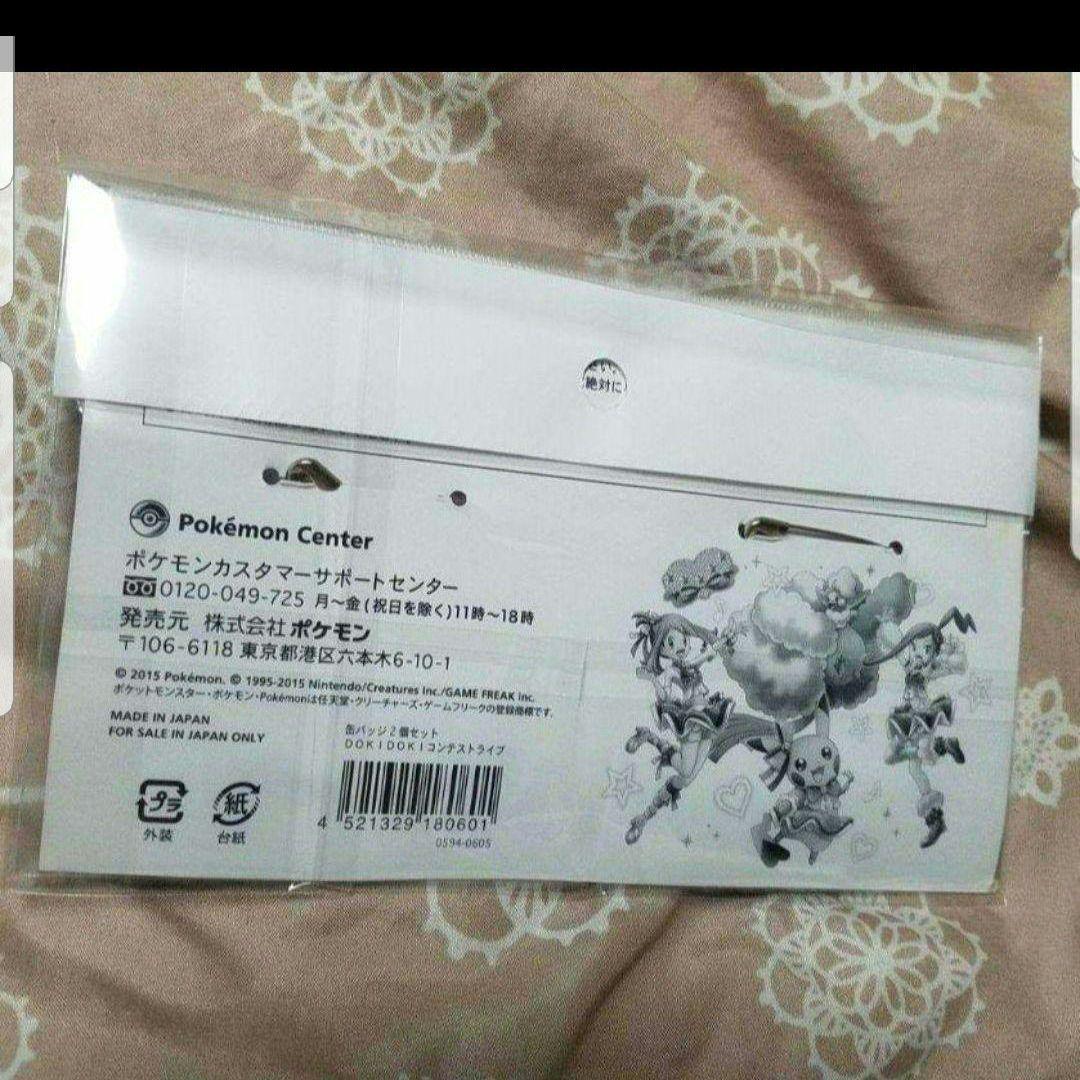 絶対に
Pokémon Center
ポケモンカスタマーサポートセンター
0120-049-725 月～金(祝日を除く)11時～18時
発売元 株式会社ポケモン
〒106-6118 東京都港区六本木6-10-1
© 2015 Pokémon. © 1995-2015 Nintendo/Creatures Inc./GAME FREAK inc.
ポケットモンスター・ポケモン・Pokémonは任天堂・クリーチャーズ・ゲームフリークの登録商標です。
MADE IN JAPAN
FOR SALE IN JAPAN ONLY
缶バッジ2個セット
DOKIDOKIコンテストライブ
プラ
外装
紙
台紙
4 521329 180601
0594-0605